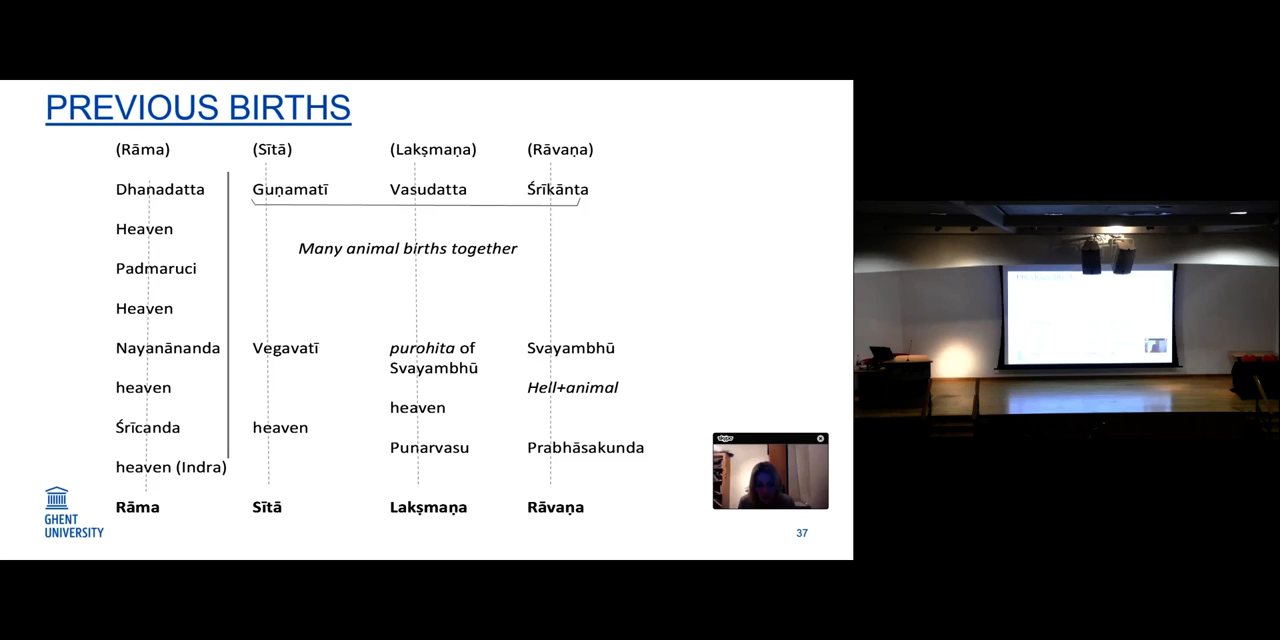 PREVIOUS BIRTHS
(Rāma) (Sītā) (Lakṣmaṇa) (Rāvaṇa)
Dhanadatta Guṇamatī Vasudatta Śrīkānta
Heaven
Many animal births together
Padmaruci
Heaven
Nayanānanda Vegavatī purohita of Svayambhū
Svayambhū
heaven Hell+animal
heaven
Śrīcanda heaven
Punarvasu Prabhāsakunda
heaven (Indra)
Rāma Sītā Lakṣmaṇa Rāvaṇa
GHENT
UNIVERSITY
37